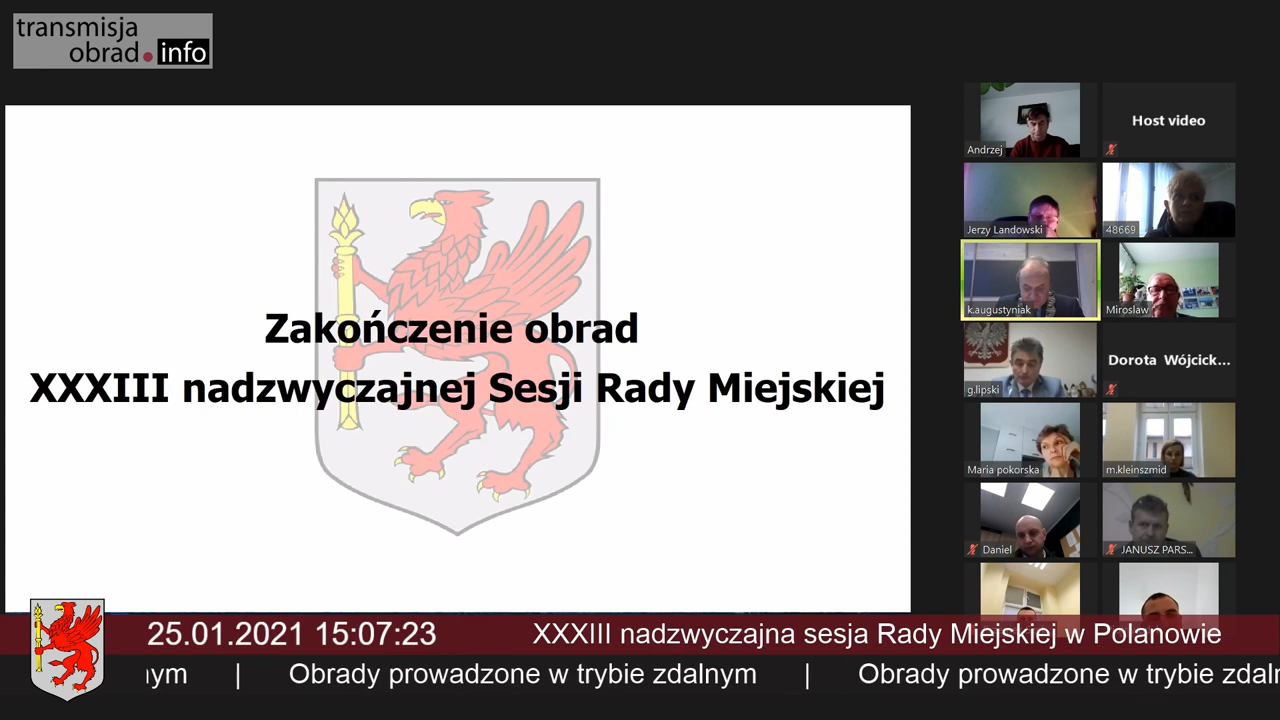 transmisja
obrad.info
Zakończenie obrad
XXXIII nadzwyczajnej Sesji Rady Miejskiej
Andrzej
Host video
Jerzy Landowski
48669
k.augustyniak
Mirosław
g.lipski
Dorota Wójcick...
Maria pokorska
m.kleinszmid
Daniel
JANUSZ PARS...
25.01.2021 15:07:23
XXXIII nadzwyczajna sesja Rady Miejskiej w Polanowie
nym | Obrady prowadzone w trybie zdalnym | Obrady prowadzone w trybie zdaln